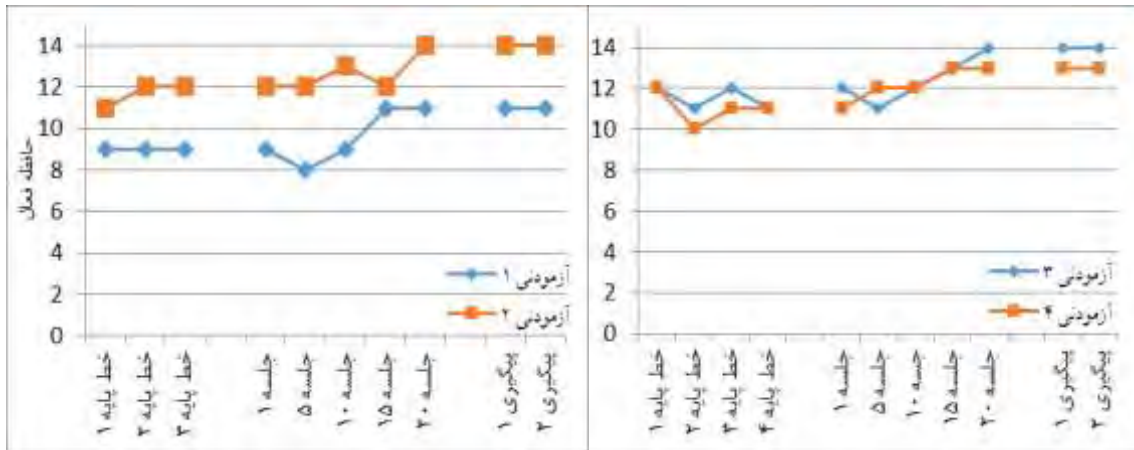 حافظه فعال
14
12
10
8
6
4
2
0
آزمودنی ۱
آزمودنی ۲
خط پایه ۱
خط پایه ۲
خط پایه ۳
جلسه ۱
جلسه ۵
جلسه ۱۰
جلسه ۱۵
جلسه ۲۰
پیگیری ۱
پیگیری ۲
14
12
10
8
6
4
2
0
آزمودنی ۳
آزمودنی ۴
خط پایه ۱
خط پایه ۲
خط پایه ۳
خط پایه ۴
جلسه ۱
جلسه ۵
جسه ۱۰
جلسه ۱۵
جلسه ۲۰
پیگیری ۱
پیگیری ۲